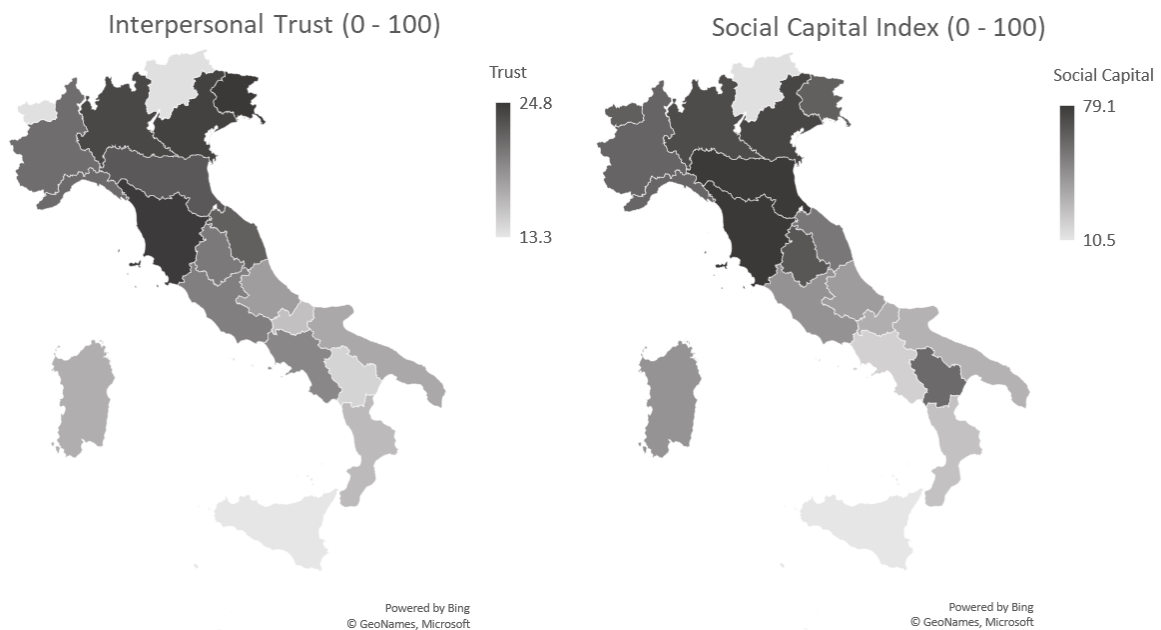 Interpersonal Trust (0 - 100)
Trust
24.8
13.3
Powered by Bing
© GeoNames, Microsoft
Social Capital Index (0 - 100)
Social Capital
79.1
10.5
Powered by Bing
© GeoNames, Microsoft